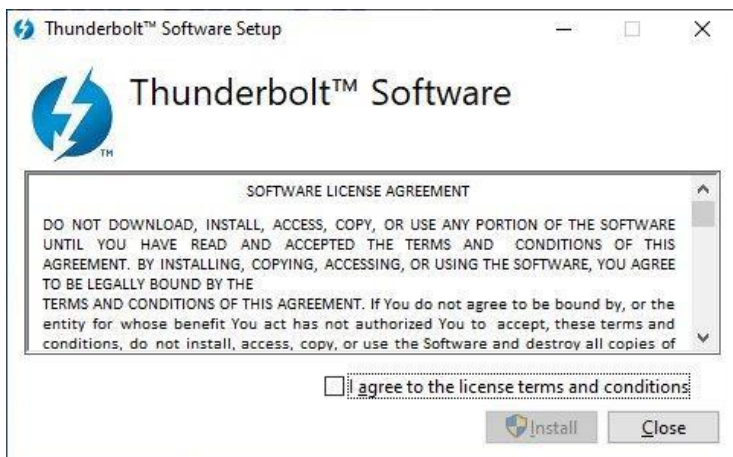 Thunderbolt™ Software Setup
Thunderbolt™ Software
TM
SOFTWARE LICENSE AGREEMENT
DO NOT DOWNLOAD, INSTALL, ACCESS, COPY, OR USE ANY PORTION OF THE SOFTWARE
UNTIL YOU HAVE READ AND ACCEPTED THE TERMS AND CONDITIONS OF THIS
AGREEMENT. BY INSTALLING, COPYING, ACCESSING, OR USING THE SOFTWARE, YOU AGREE
TO BE LEGALLY BOUND BY THE
TERMS AND CONDITIONS OF THIS AGREEMENT. If You do not agree to be bound by, or the
entity for whose benefit You act has not authorized You to accept, these terms and
conditions, do not install, access, copy, or use the Software and destroy all copies of
I agree to the license terms and conditions
Install
Close